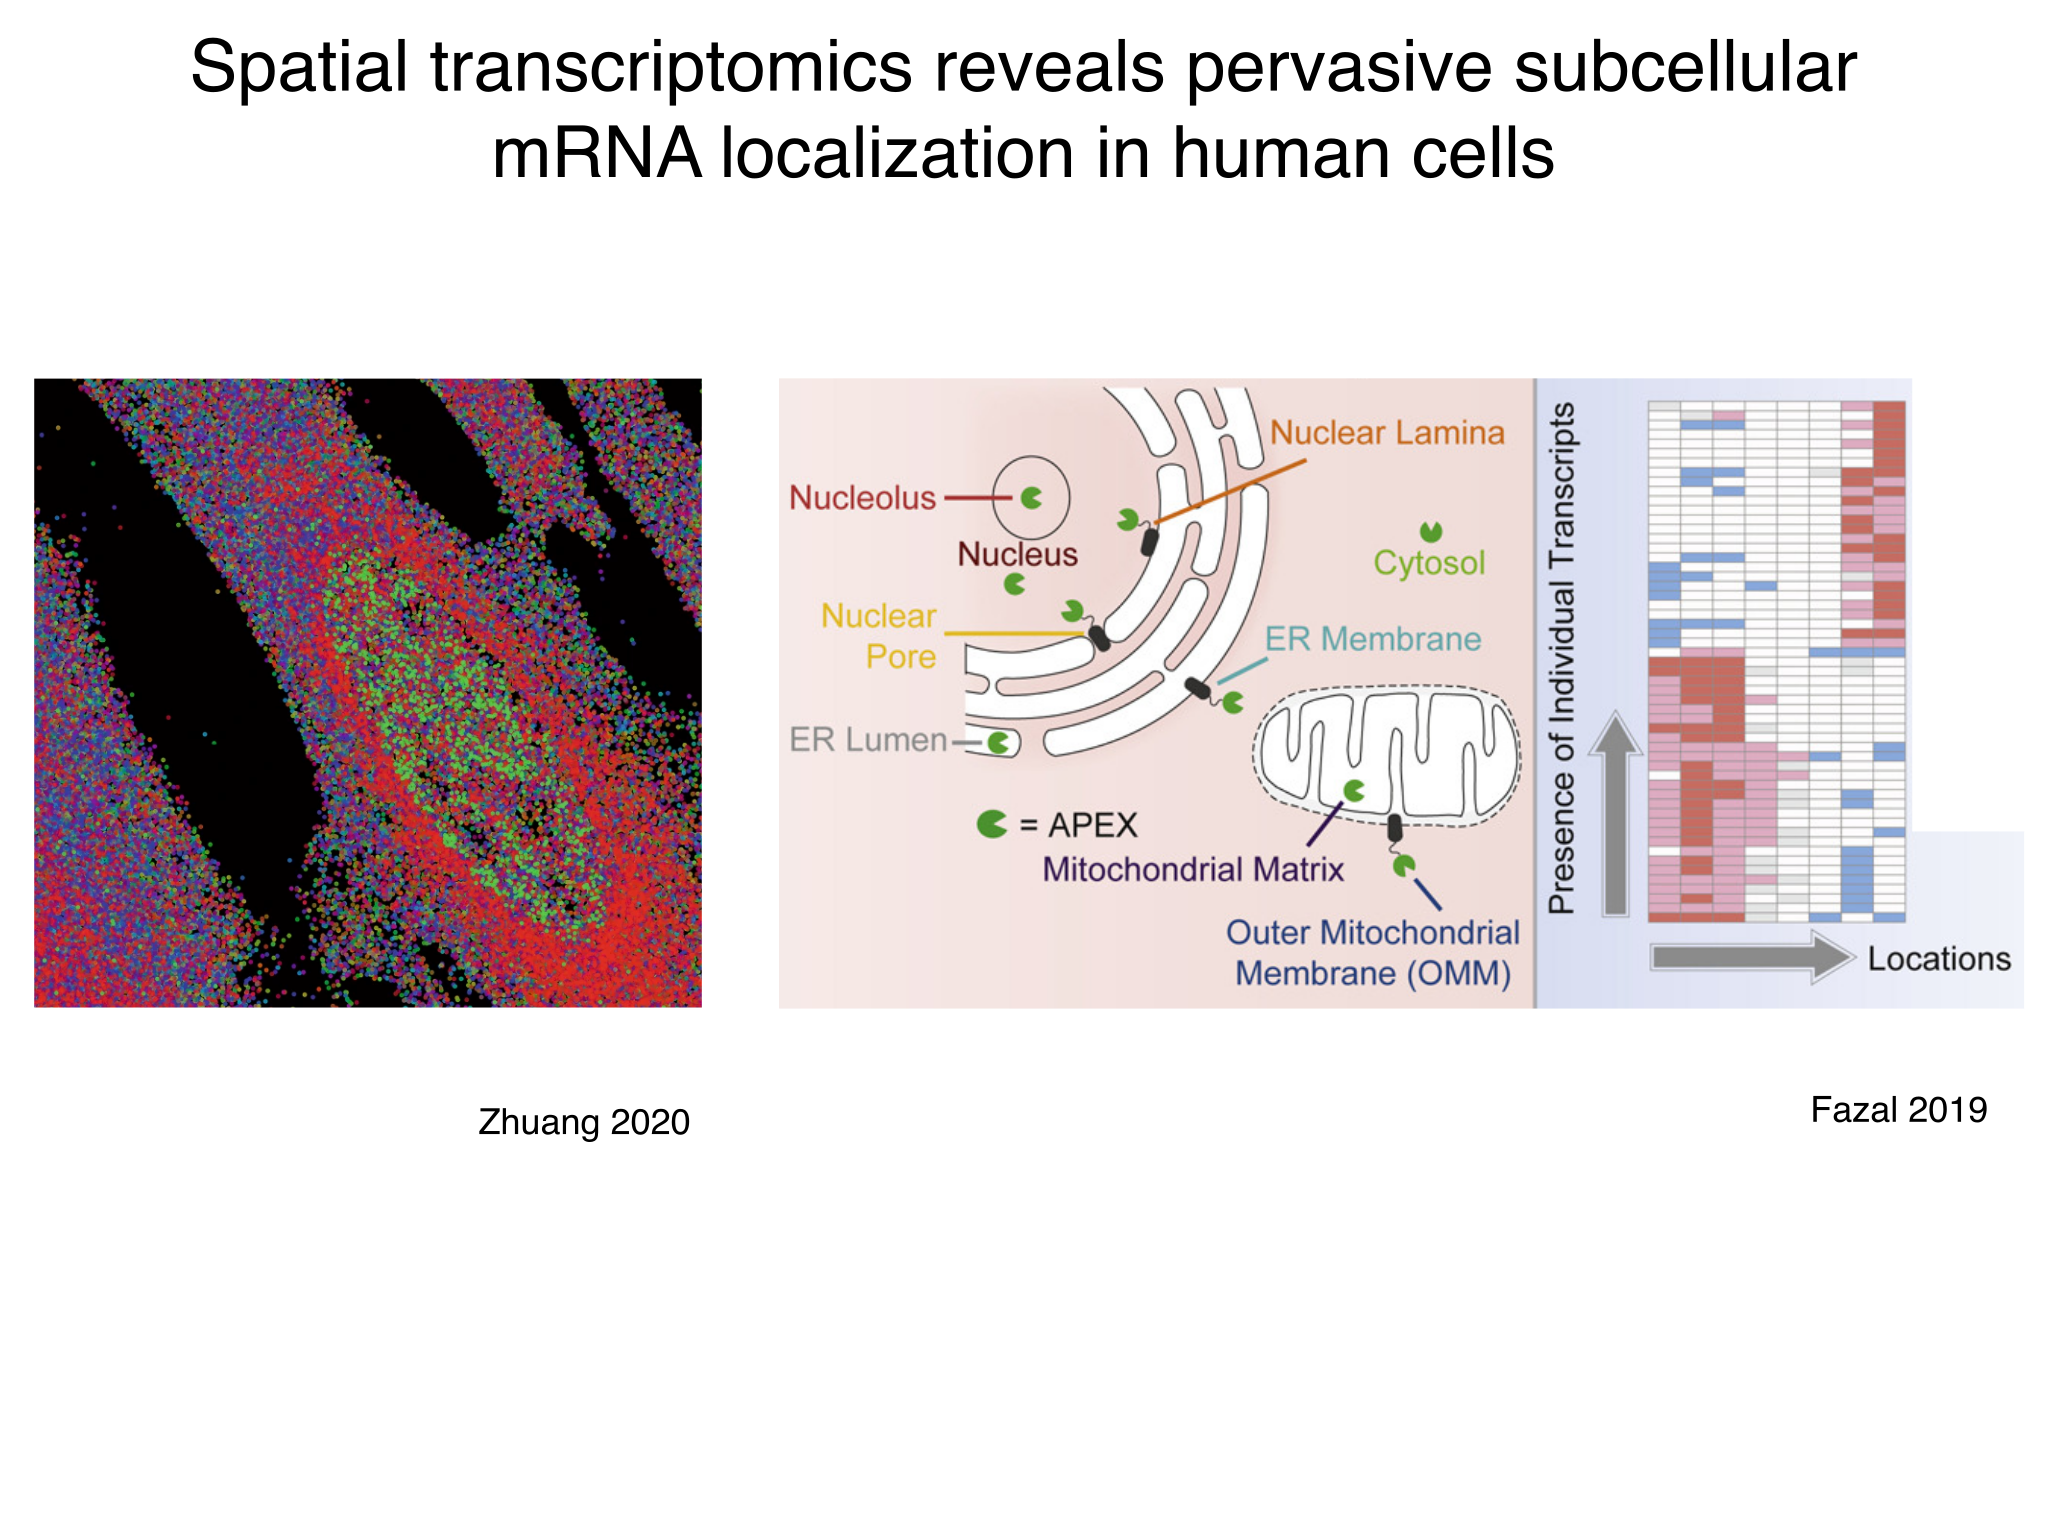 Spatial transcriptomics reveals pervasive subcellular
mRNA localization in human cells
Nucleolus
Nucleus
Nuclear
Pore
ER Lumen
Nuclear Lamina
Cytosol
ER Membrane
= APEX
Mitochondrial Matrix
Outer Mitochondrial
Membrane (OMM)
Presence of Individual Transcripts
Locations
Zhuang 2020
Fazal 2019